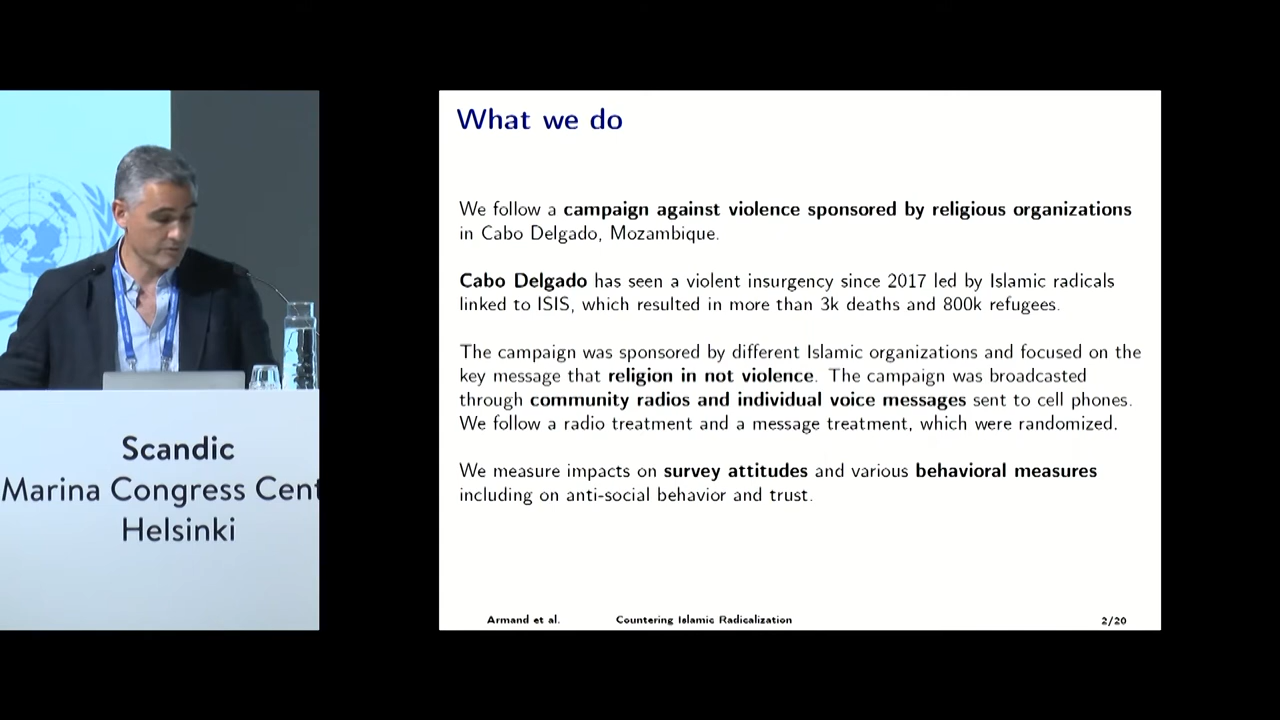 Scandic
Marina Congress Cent
Helsinki
What we do
We follow a campaign against violence sponsored by religious organizations
in Cabo Delgado, Mozambique.
Cabo Delgado has seen a violent insurgency since 2017 led by Islamic radicals
linked to ISIS, which resulted in more than 3k deaths and 800k refugees.
The campaign was sponsored by different Islamic organizations and focused on the
key message that religion in not violence. The campaign was broadcasted
through community radios and individual voice messages sent to cell phones.
We follow a radio treatment and a message treatment, which were randomized.
We measure impacts on survey attitudes and various behavioral measures
including on anti-social behavior and trust.
Armand et al. Countering Islamic Radicalization 2/20